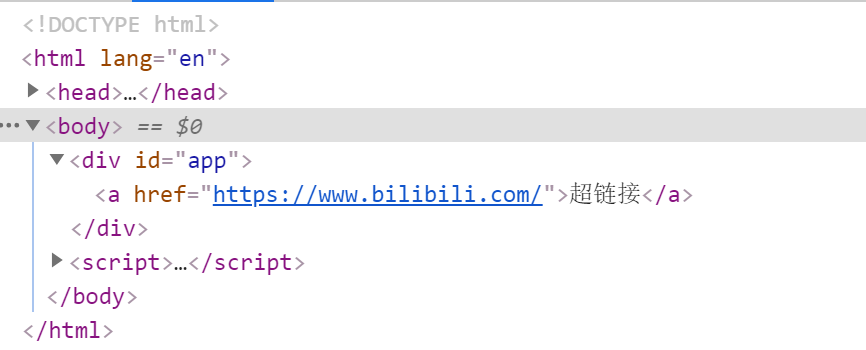 <!DOCTYPE html>
<html lang="en">
<head>…</head>
<body> == $0
<div id="app">
<a href="https://www.bilibili.com/">超链接</a>
</div>
<script>…</script>
</body>
</html>